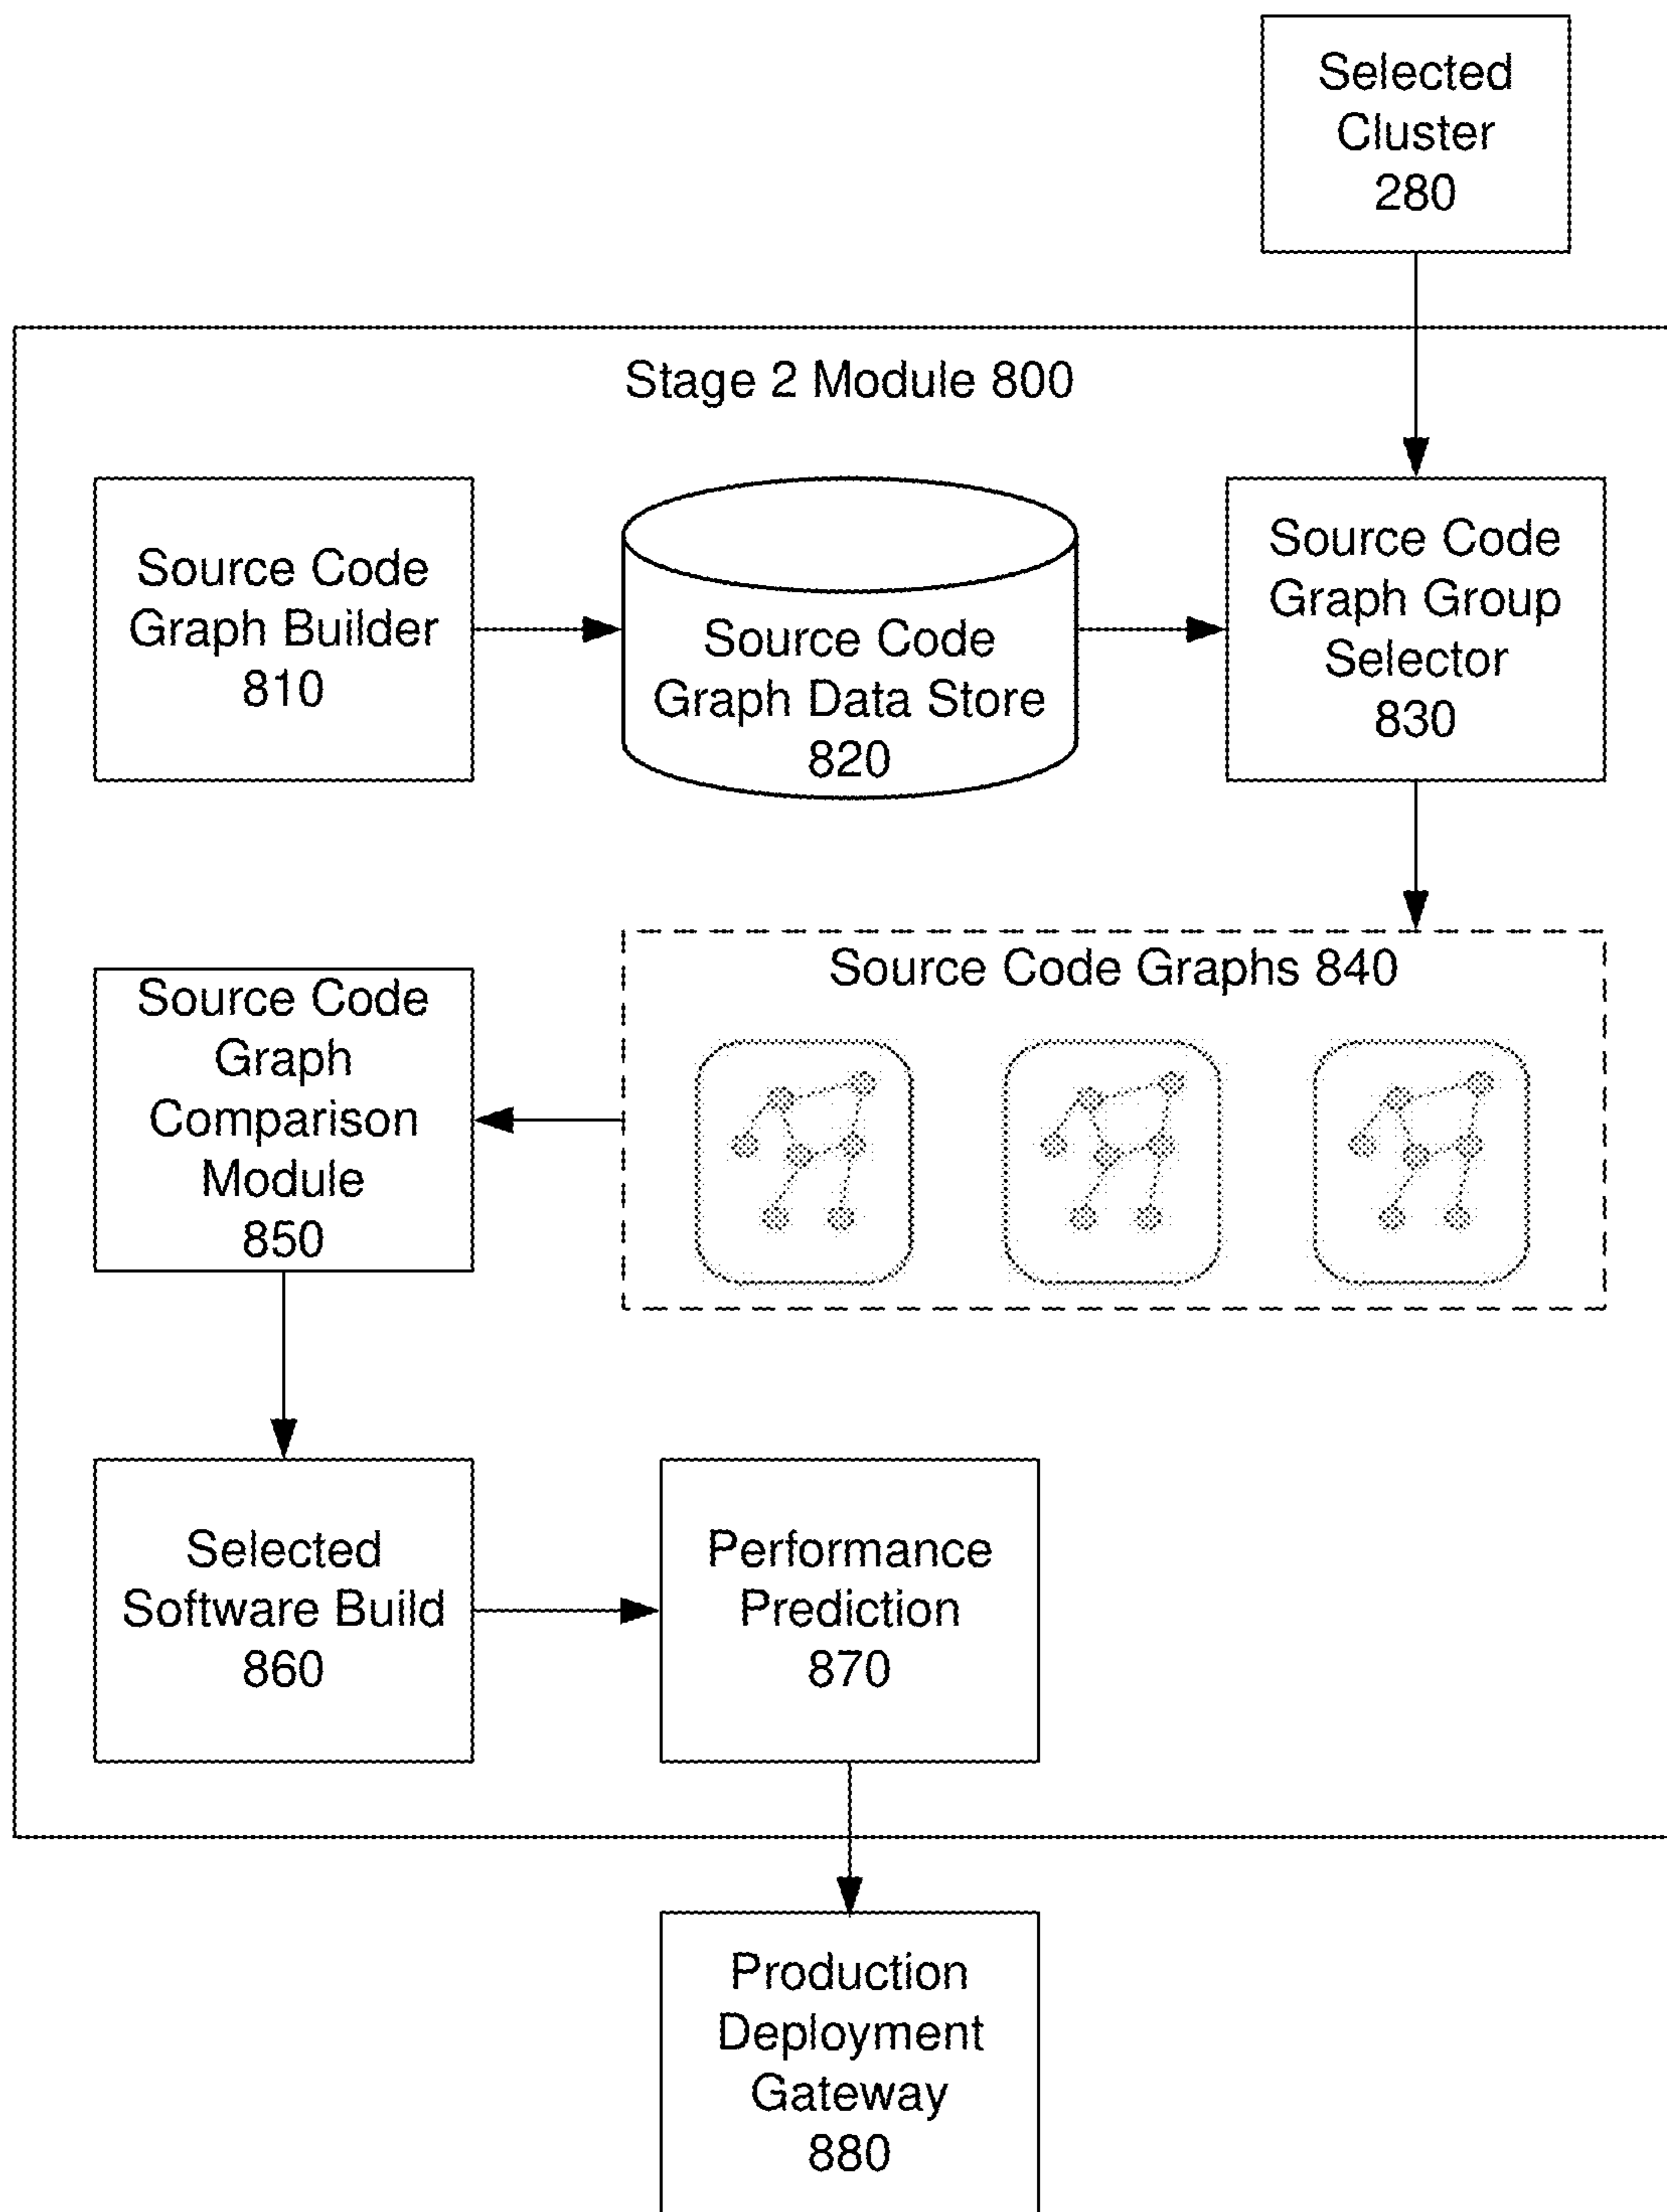 Selected
Cluster
280
Stage 2 Module 800
Source Code
Graph Builder
810
Source Code
Graph Data Store
820
Source Code
Graph Group
Selector
830
Source Code Graphs 840
Source Code
Graph
Comparison
Module
850
Selected
Software Build
860
Performance
Prediction
870
Production
Deployment
Gateway
880